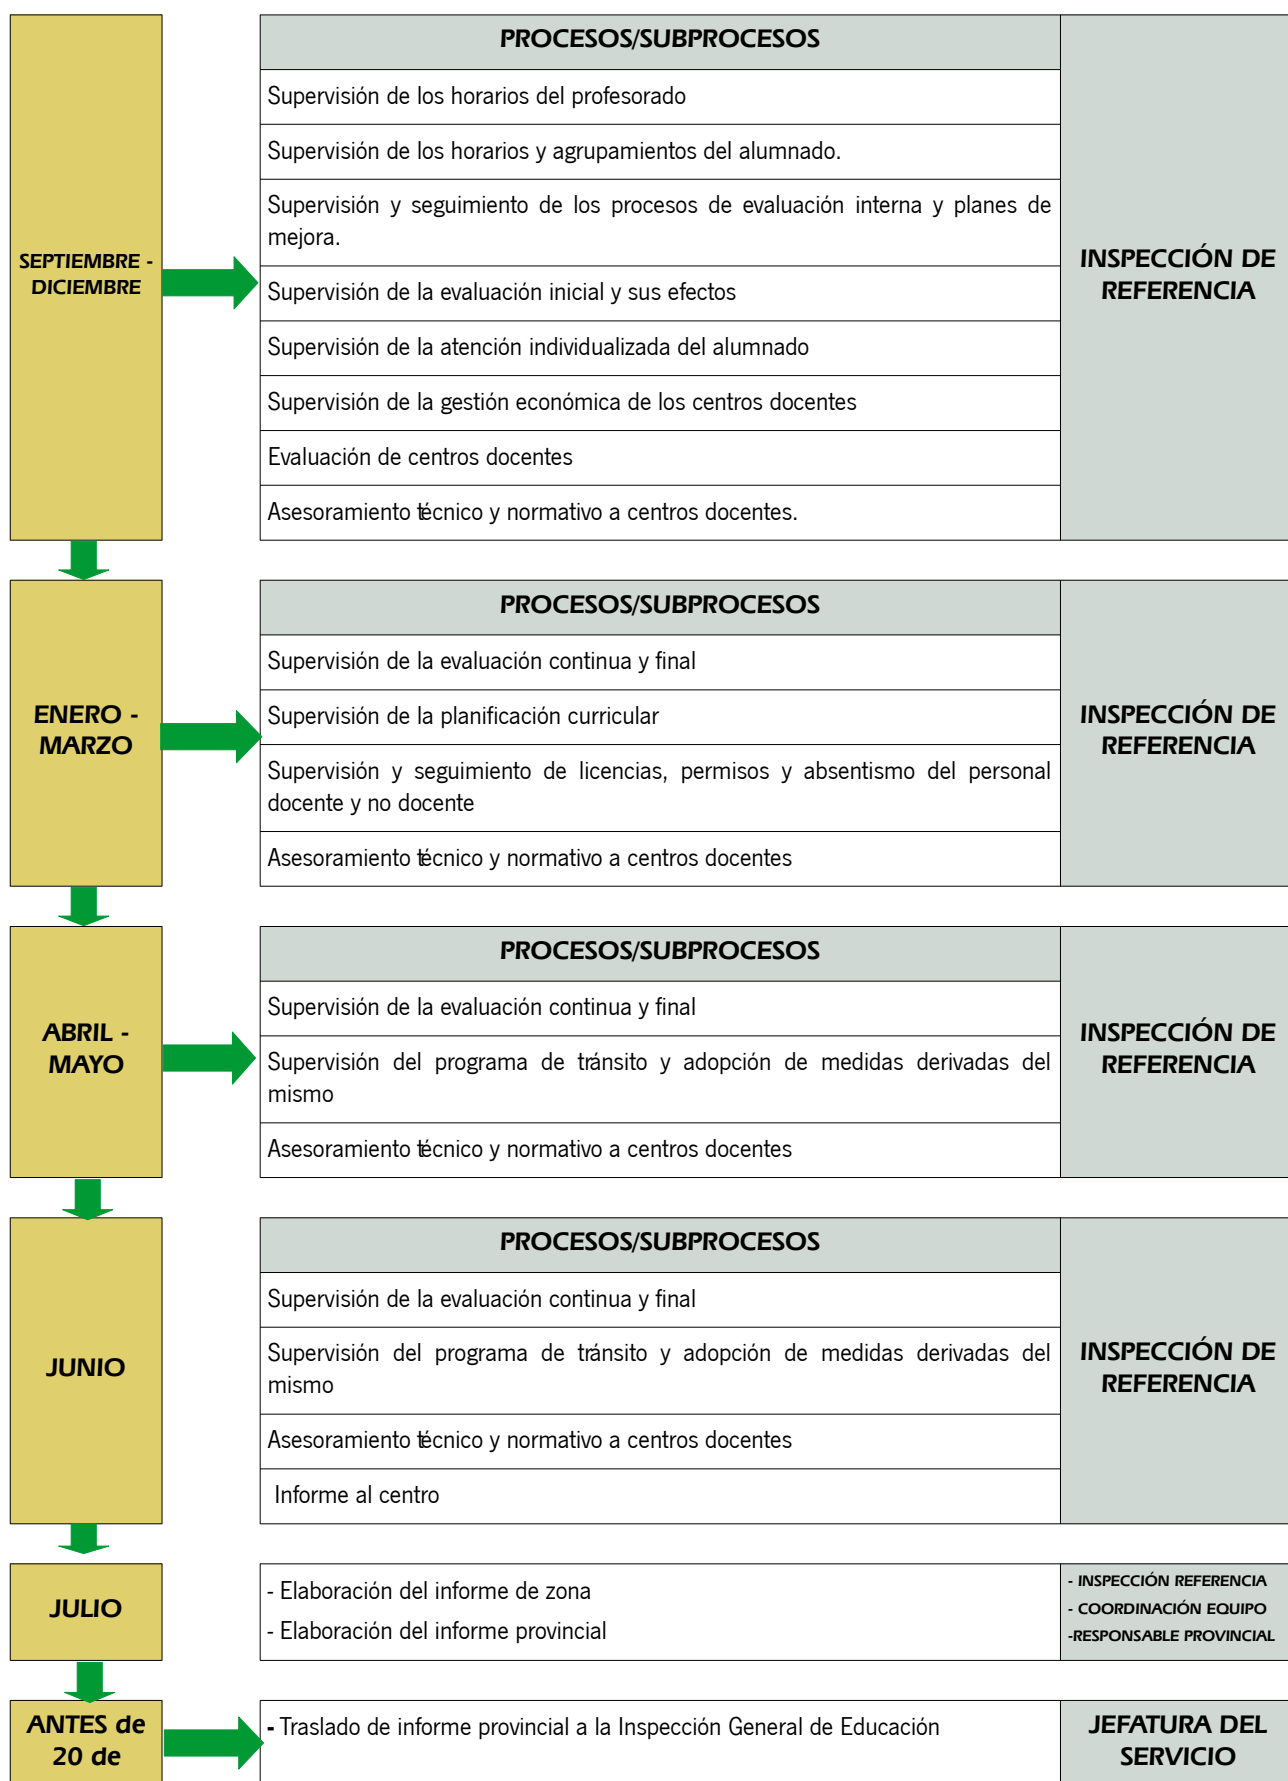 PROCESOS/SUBPROCESOS
Supervisión de los horarios del profesorado
Supervisión de los horarios y agrupamientos del alumnado.
Supervisión y seguimiento de los procesos de evaluación interna y planes de
mejora.
SEPTIEMBRE -
DICIEMBRE
Supervisión de la evaluación inicial y sus efectos
Supervisión de la atención individualizada del alumnado
Supervisión de la gestión económica de los centros docentes
Evaluación de centros docentes
Asesoramiento técnico y normativo a centros docentes.
INSPECCIÓN DE
REFERENCIA
PROCESOS/SUBPROCESOS
ENERO -
MARZO
Supervisión de la evaluación continua y final
Supervisión de la planificación curricular
Supervisión y seguimiento de licencias, permisos y absentismo del personal
docente y no docente
Asesoramiento técnico y normativo a centros docentes
INSPECCIÓN DE
REFERENCIA
PROCESOS/SUBPROCESOS
ABRIL -
MAYO
Supervisión de la evaluación continua y final
Supervisión del programa de tránsito y adopción de medidas derivadas del
mismo
Asesoramiento técnico y normativo a centros docentes
INSPECCIÓN DE
REFERENCIA
PROCESOS/SUBPROCESOS
JUNIO
Supervisión de la evaluación continua y final
Supervisión del programa de tránsito y adopción de medidas derivadas del
mismo
Asesoramiento técnico y normativo a centros docentes
Informe al centro
INSPECCIÓN DE
REFERENCIA
JULIO
- Elaboración del informe de zona
- Elaboración del informe provincial
- INSPECCIÓN REFERENCIA
- COORDINACIÓN EQUIPO
-RESPONSABLE PROVINCIAL
ANTES de
20 de
- Traslado de informe provincial a la Inspección General de Educación
JEFATURA DEL
SERVICIO